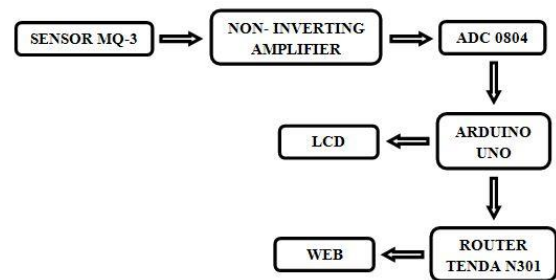 SENSOR MQ-3
NON- INVERTING
AMPLIFIER
ADC 0804
LCD
ARDUINO
UNO
WEB
ROUTER
TENDA N301